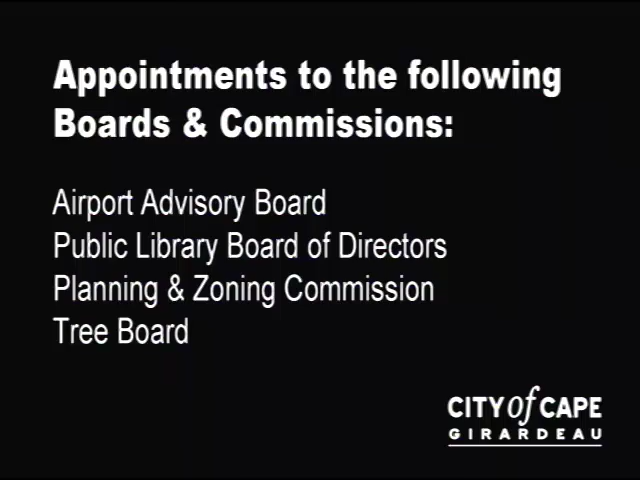 Appointments to the following
Boards & Commissions:
Airport Advisory Board
Public Library Board of Directors
Planning & Zoning Commission
Tree Board
CITY of CAPE
GIRARDEAU